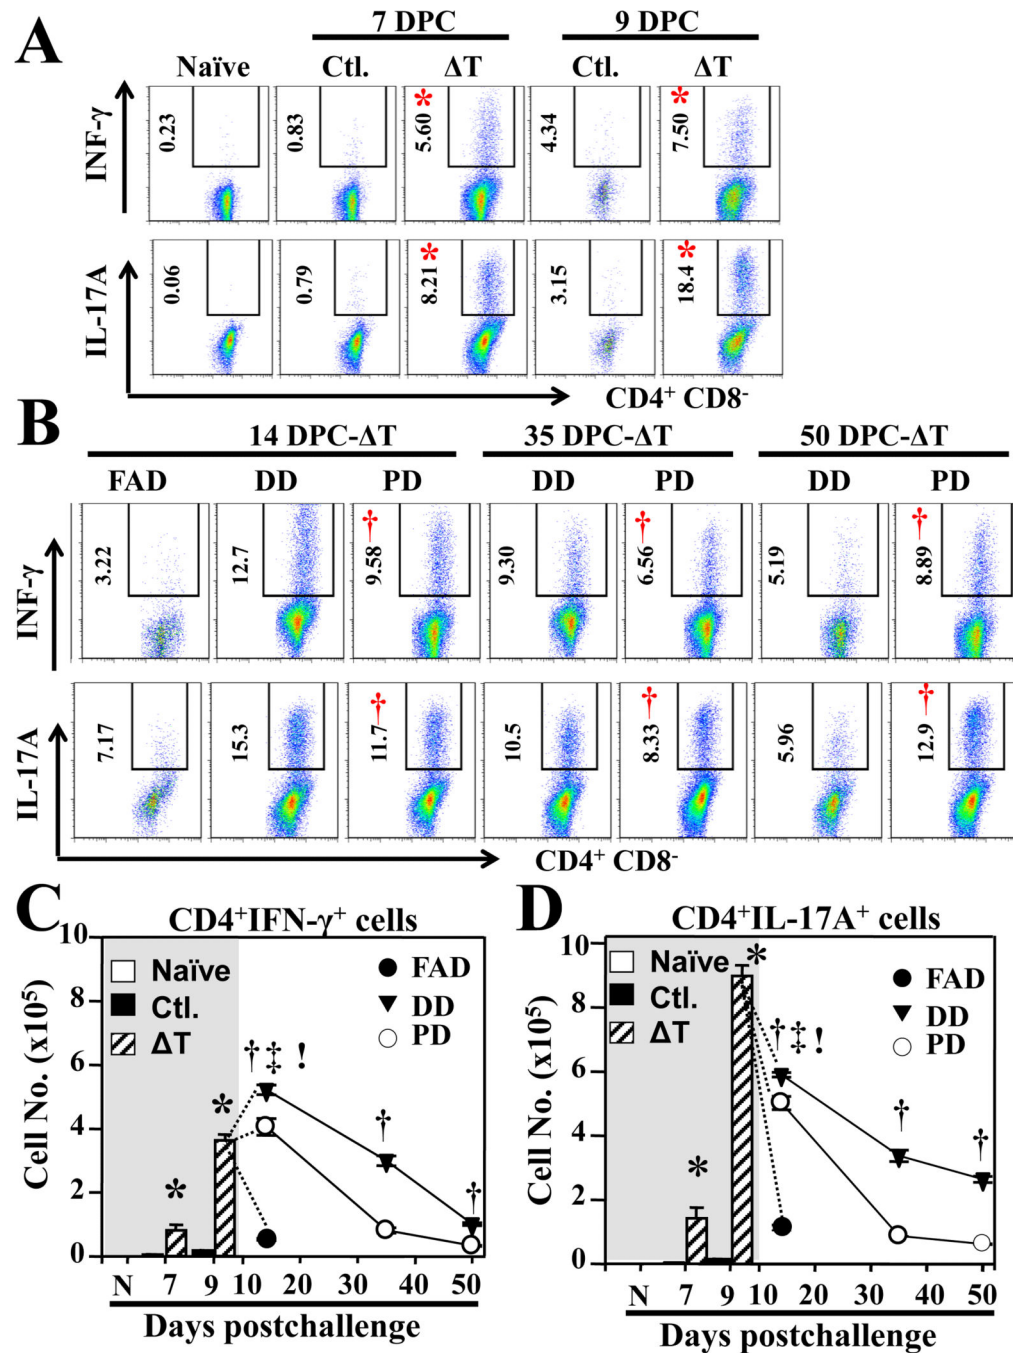 A
7 DPC
9 DPC
Naïve
Ctl.
ΔT
Ctl.
ΔT
INF-γ
0.23
0.83
*
5.60
4.34
*
7.50
IL-17A
0.06
0.79
*
8.21
3.15
*
18.4
CD4+ CD8-
B
14 DPC-ΔT
35 DPC-ΔT
50 DPC-ΔT
FAD
DD
PD
DD
PD
DD
PD
INF-γ
3.22
12.7
†
9.58
9.30
†
6.56
5.19
†
8.89
IL-17A
7.17
15.3
†
11.7
10.5
†
8.33
5.96
†
12.9
CD4+ CD8-
C
CD4+IFN-γ+ cells
Cell No. (x10⁵)
10
8
6
4
2
0
Naïve
Ctl.
ΔT
FAD
DD
PD
*
*
†‡ !
†
†
N
7
9
10
20
30
40
50
Days postchallenge
D
CD4+IL-17A+ cells
Cell No. (x10⁵)
10
8
6
4
2
0
Naïve
Ctl.
ΔT
FAD
DD
PD
*
*
†‡ !
†
†
N
7
9
10
20
30
40
50
Days postchallenge